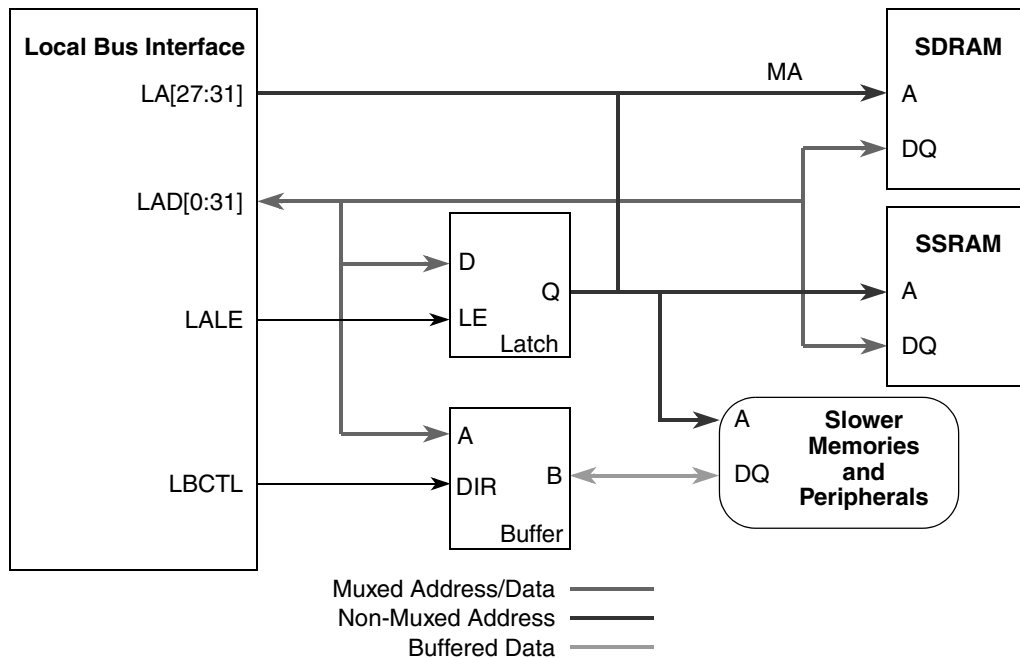 Local Bus Interface
LA[27:31]
LAD[0:31]
LALE
LBCTL
MA
SDRAM
A
DQ
SSRAM
A
DQ
D
Q
LE
Latch
A
B
DIR
Buffer
A
DQ
Slower
Memories
and
Peripherals
Muxed Address/Data
Non-Muxed Address
Buffered Data